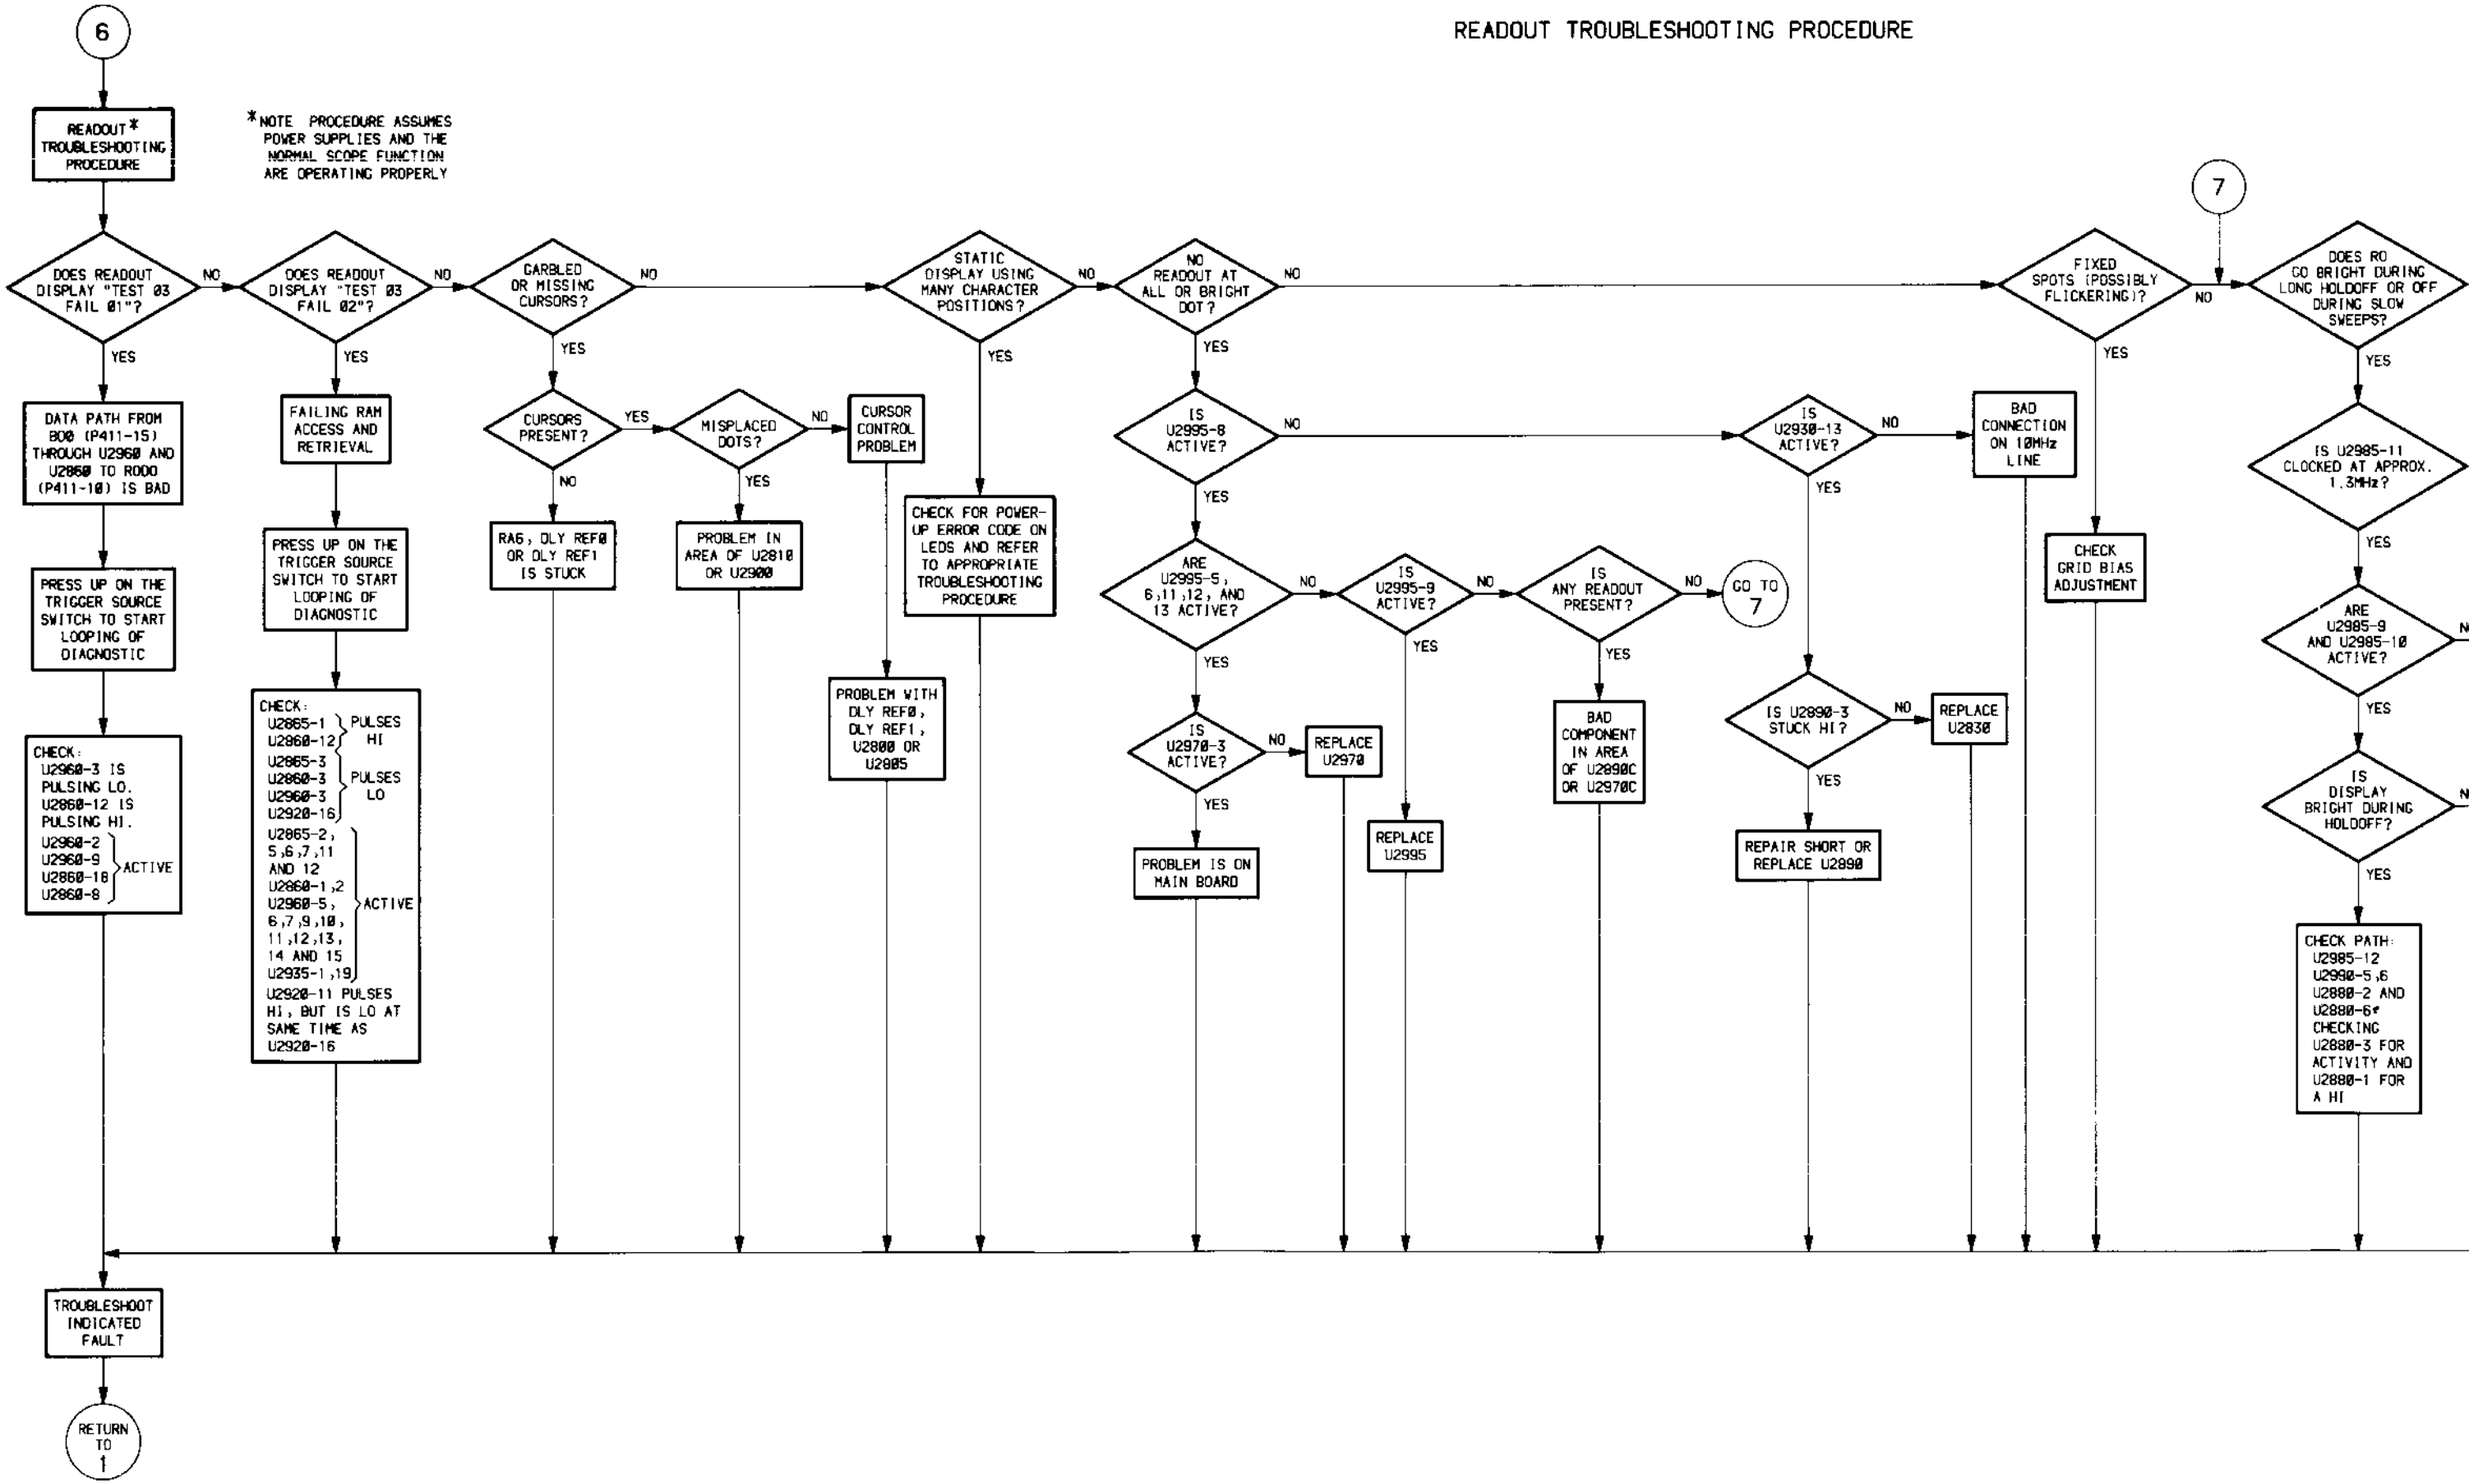 READOUT TROUBLESHOOTING PROCEDURE
6
READOUT*
TROUBLESHOOTING
PROCEDURE
*NOTE PROCEDURE ASSUMES
POWER SUPPLIES AND THE
NORMAL SCOPE FUNCTION
ARE OPERATING PROPERLY
7
DOES READOUT
DISPLAY "TEST 03
FAIL 01"?
NO
YES
DOES READOUT
DISPLAY "TEST 03
FAIL 02"?
NO
YES
GARBLED
OR MISSING
CURSORS?
NO
YES
STATIC
DISPLAY USING
MANY CHARACTER
POSITIONS?
NO
YES
NO
READOUT AT
ALL OR BRIGHT
DOT?
NO
YES
FIXED
SPOTS (POSSIBLY
FLICKERING)?
NO
YES
DOES RO
GO BRIGHT DURING
LONG HOLDOFF OR OFF
DURING SLOW
SWEEPS?
YES
DATA PATH FROM
BD0 (P411-15)
THROUGH U2960 AND
U2860 TO RODO
(P411-10) IS BAD
FAILING RAM
ACCESS AND
RETRIEVAL
CURSORS
PRESENT?
YES
NO
MISPLACED
DOTS?
NO
YES
CURSOR
CONTROL
PROBLEM
IS
U2995-8
ACTIVE?
NO
YES
IS
U2930-13
ACTIVE?
NO
YES
BAD
CONNECTION
ON 10MHz
LINE
IS U2985-11
CLOCKED AT APPROX.
1.3MHz?
YES
PRESS UP ON THE
TRIGGER SOURCE
SWITCH TO START
LOOPING OF
DIAGNOSTIC
PRESS UP ON THE
TRIGGER SOURCE
SWITCH TO START
LOOPING OF
DIAGNOSTIC
RA6, DLY REF0
OR DLY REF1
IS STUCK
PROBLEM IN
AREA OF U2810
OR U2900
CHECK FOR POWER-
UP ERROR CODE ON
LEDS AND REFER
TO APPROPRIATE
TROUBLESHOOTING
PROCEDURE
ARE
U2995-5,
6,11,12, AND
13 ACTIVE?
NO
YES
IS
U2995-9
ACTIVE?
NO
YES
IS
ANY READOUT
PRESENT?
NO
YES
GO TO
7
CHECK
GRID BIAS
ADJUSTMENT
ARE
U2985-9
AND U2985-10
ACTIVE?
YES
CHECK:
U2960-3 IS
PULSING LO.
U2860-12 IS
PULSING HI.
U2960-2
U2960-9
U2860-18
U2860-8
ACTIVE
CHECK:
U2865-1
U2860-12
PULSES
HI
U2865-3
U2860-3
U2960-3
U2920-16
PULSES
LO
U2865-2,
5,6,7,11
AND 12
U2860-1,2
U2960-5,
6,7,9,10,
11,12,13,
14 AND 15
U2935-1,19
ACTIVE
U2920-11 PULSES
HI, BUT IS LO AT
SAME TIME AS
U2920-16
PROBLEM WITH
DLY REF0,
DLY REF1,
U2800 OR
U2805
IS
U2970-3
ACTIVE?
NO
YES
REPLACE
U2970
PROBLEM IS ON
MAIN BOARD
REPLACE
U2995
BAD
COMPONENT
IN AREA
OF U2890C
OR U2970C
IS U2890-3
STUCK HI?
NO
YES
REPLACE
U2830
REPAIR SHORT OR
REPLACE U2890
IS
DISPLAY
BRIGHT DURING
HOLDOFF?
YES
CHECK PATH:
U2985-12
U2990-5,6
U2880-2 AND
U2880-6
CHECKING
U2880-3 FOR
ACTIVITY AND
U2880-1 FOR
A HI
TROUBLESHOOT
INDICATED
FAULT
RETURN
TO
1